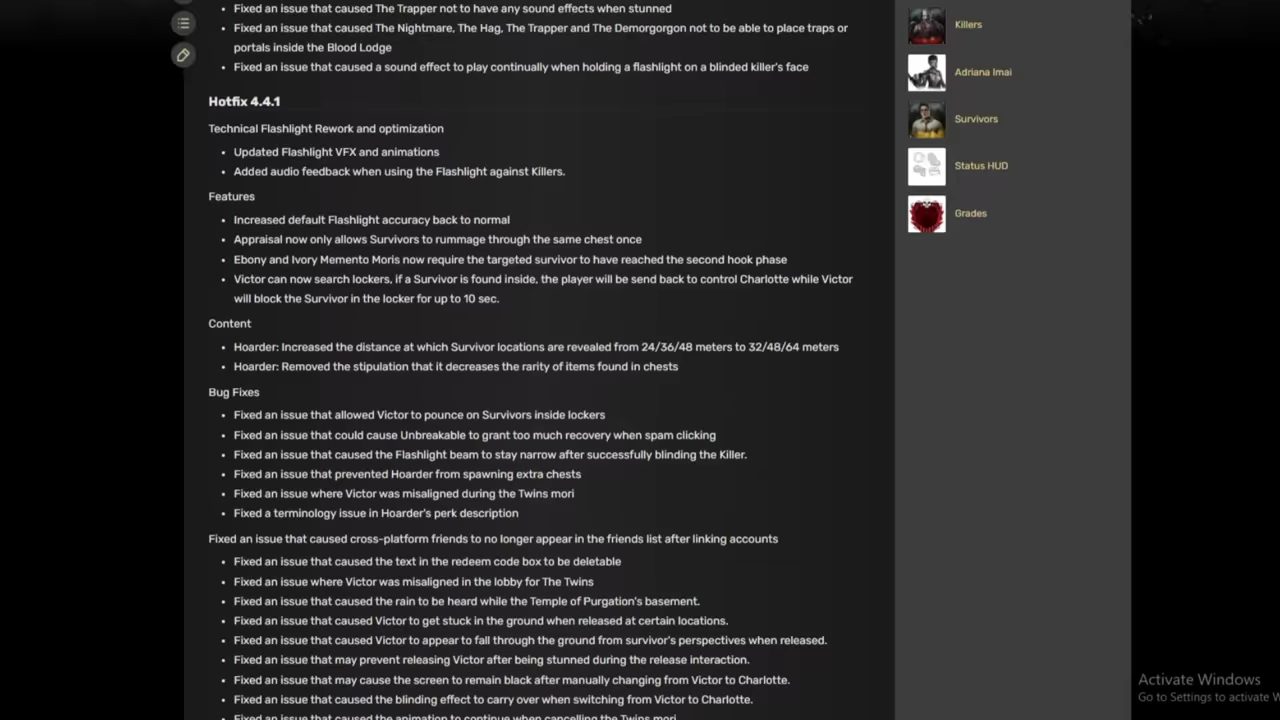 Fixed an issue that caused The Trapper not to have any sound effects when stunned
Fixed an issue that caused The Nightmare, The Hag, The Trapper and The Demorgorgon not to be able to place traps or
portals inside the Blood Lodge
Fixed an issue that caused a sound effect to play continually when holding a flashlight on a blinded killer's face
Hotfix 4.4.1
Technical Flashlight Rework and optimization
Updated Flashlight VFX and animations
Added audio feedback when using the Flashlight against Killers.
Features
Increased default Flashlight accuracy back to normal
Appraisal now only allows Survivors to rummage through the same chest once
Ebony and Ivory Memento Moris now require the targeted survivor to have reached the second hook phase
Victor can now search lockers, if a Survivor is found inside, the player will be send back to control Charlotte while Victor
will block the Survivor in the locker for up to 10 sec.
Content
Hoarder: Increased the distance at which Survivor locations are revealed from 24/36/48 meters to 32/48/64 meters
Hoarder: Removed the stipulation that it decreases the rarity of items found in chests
Bug Fixes
Fixed an issue that allowed Victor to pounce on Survivors inside lockers
Fixed an issue that could cause Unbreakable to grant too much recovery when spam clicking
Fixed an issue that caused the Flashlight beam to stay narrow after successfully blinding the Killer.
Fixed an issue that prevented Hoarder from spawning extra chests
Fixed an issue where Victor was misaligned during the Twins mori
Fixed a terminology issue in Hoarder's perk description
Fixed an issue that caused cross-platform friends to no longer appear in the friends list after linking accounts
Fixed an issue that caused the text in the redeem code box to be deletable
Fixed an issue where Victor was misaligned in the lobby for The Twins
Fixed an issue that caused the rain to be heard while the Temple of Purgation's basement.
Fixed an issue that caused Victor to get stuck in the ground when released at certain locations.
Fixed an issue that caused Victor to appear to fall through the ground from survivor's perspectives when released.
Fixed an issue that may prevent releasing Victor after being stunned during the release interaction.
Fixed an issue that may cause the screen to remain black after manually changing from Victor to Charlotte.
Fixed an issue that caused the blinding effect to carry over when switching from Victor to Charlotte.
Fixed an issue that caused the animation to continue when cancelling the Twins mori
Killers
Adriana Imai
Survivors
Status HUD
Grades
Activate Windows
Go to Settings to activate W